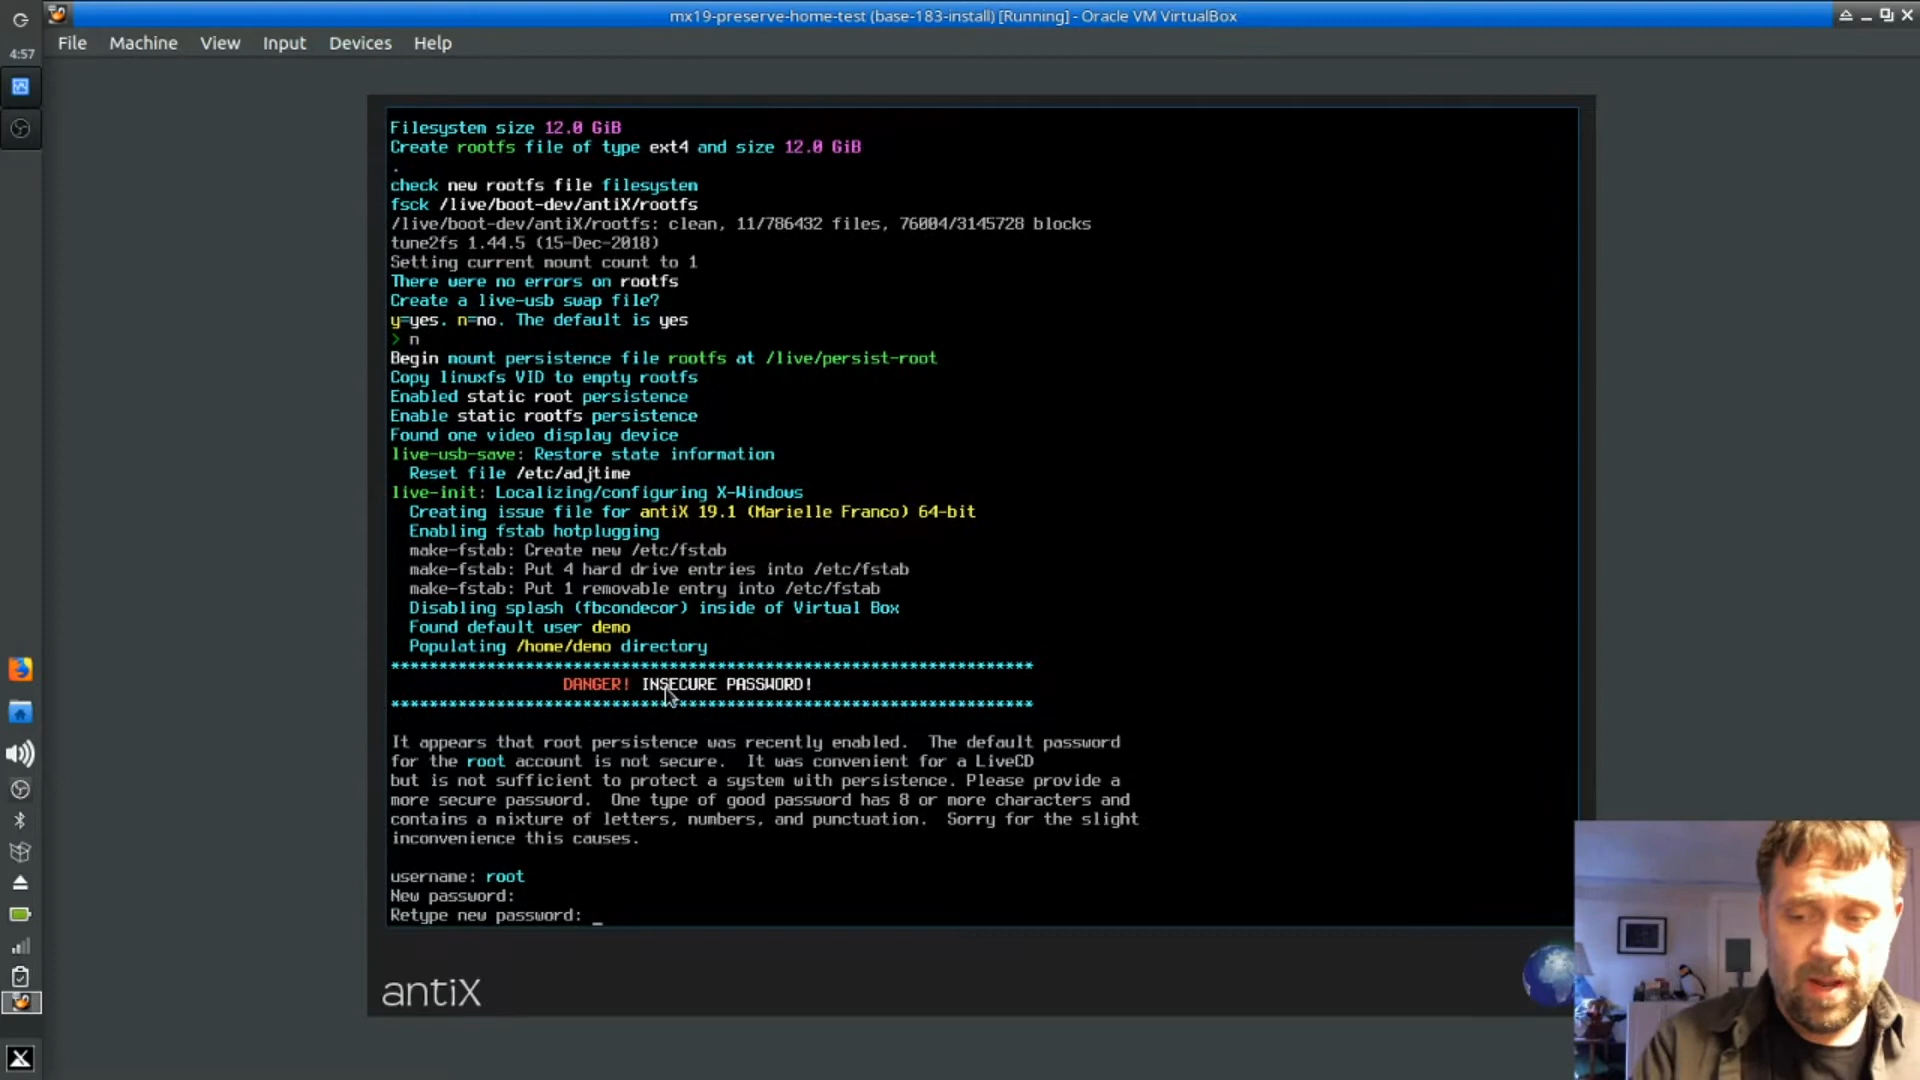 mx19-preserve-home-test (base-183-install) [Running] - Oracle VM VirtualBox
File Machine View Input Devices Help
4:57
Filesystem size 12.0 GiB
Create rootfs file of type ext4 and size 12.0 GiB
.
check new rootfs file filesystem
fsck /live/boot-dev/antiX/rootfs
/live/boot-dev/antiX/rootfs: clean, 11/786432 files, 76004/3145728 blocks
tune2fs 1.44.5 (15-Dec-2018)
Setting current mount count to 1
There were no errors on rootfs
Create a live-usb swap file?
y=yes. n=no. The default is yes
> n
Begin mount persistence file rootfs at /live/persist-root
Copy linuxfs VID to empty rootfs
Enabled static root persistence
Enable static rootfs persistence
Found one video display device
live-usb-save: Restore state information
Reset file /etc/adjtime
live-init: Localizing/configuring X-Windows
Creating issue file for antiX 19.1 (Marielle Franco) 64-bit
Enabling fstab hotplugging
make-fstab: Create new /etc/fstab
make-fstab: Put 4 hard drive entries into /etc/fstab
make-fstab: Put 1 removable entry into /etc/fstab
Disabling splash (fbcondecor) inside of Virtual Box
Found default user demo
Populating /home/demo directory
*******************************************************************
DANGER! INSECURE PASSWORD!
*******************************************************************
It appears that root persistence was recently enabled. The default password
for the root account is not secure. It was convenient for a LiveCD
but is not sufficient to protect a system with persistence. Please provide a
more secure password. One type of good password has 8 or more characters and
contains a mixture of letters, numbers, and punctuation. Sorry for the slight
inconvenience this causes.
username: root
New password:
Retype new password: _
antiX